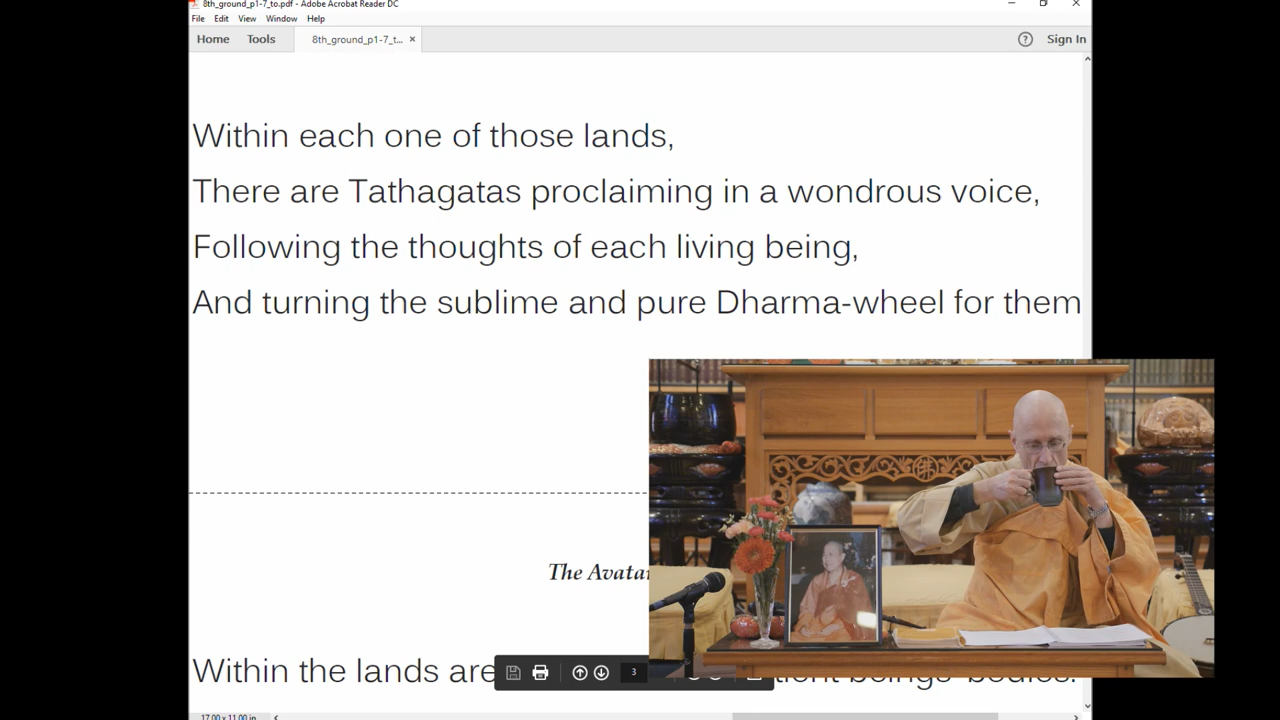 8th_ground_p1-7_to.pdf - Adobe Acrobat Reader DC
File Edit View Window Help
Home Tools 8th_ground_p1-7_t... × Sign In
Within each one of those lands,
There are Tathagatas proclaiming in a wondrous voice,
Following the thoughts of each living being,
And turning the sublime and pure Dharma-wheel for them
佛
The Avata
Within the lands are
beings' bodies.
3
17.00 x 11.00 in